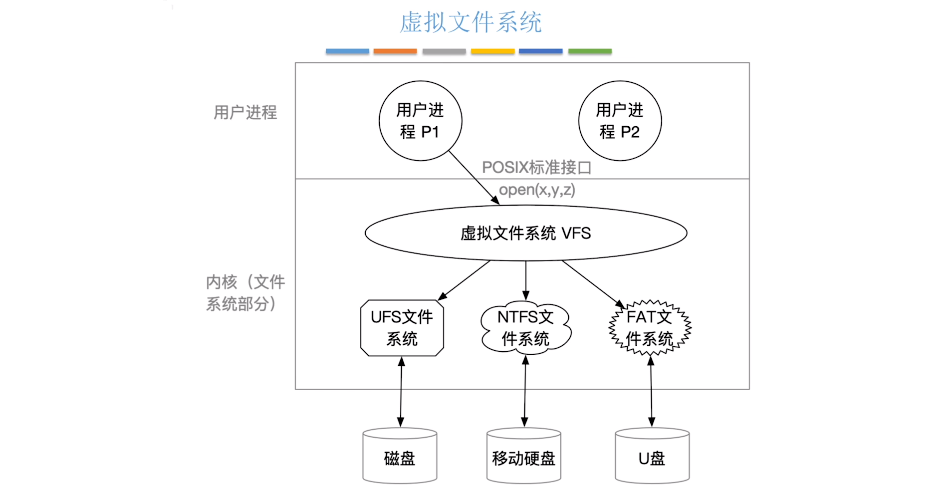 虚拟文件系统
用户进程
用户进
程 P1
用户进
程 P2
POSIX标准接口
open(x,y,z)
虚拟文件系统 VFS
内核（文件
系统部分）
UFS文件
系统
NTFS文
件系统
FAT文
件系统
磁盘
移动硬盘
U盘